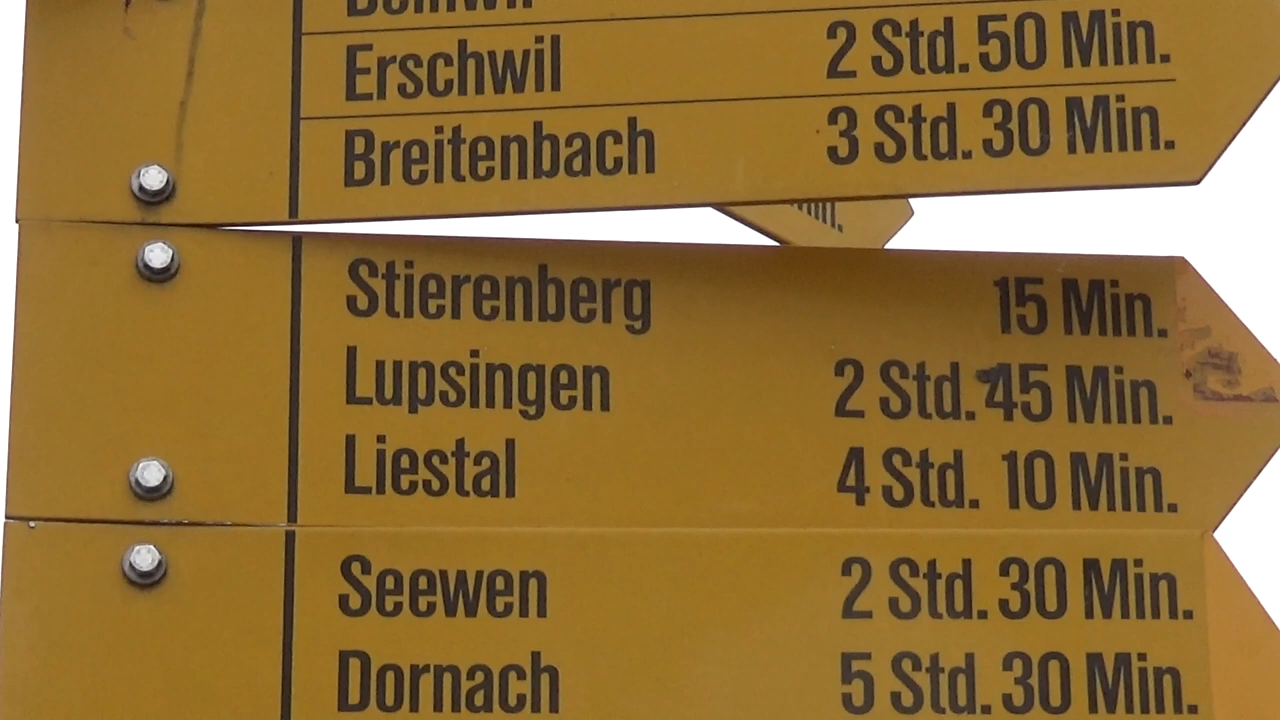 Erschwil 2 Std. 50 Min.
Breitenbach 3 Std. 30 Min.
Stierenberg 15 Min.
Lupsingen 2 Std. 45 Min.
Liestal 4 Std. 10 Min.
Seewen 2 Std. 30 Min.
Dornach 5 Std. 30 Min.